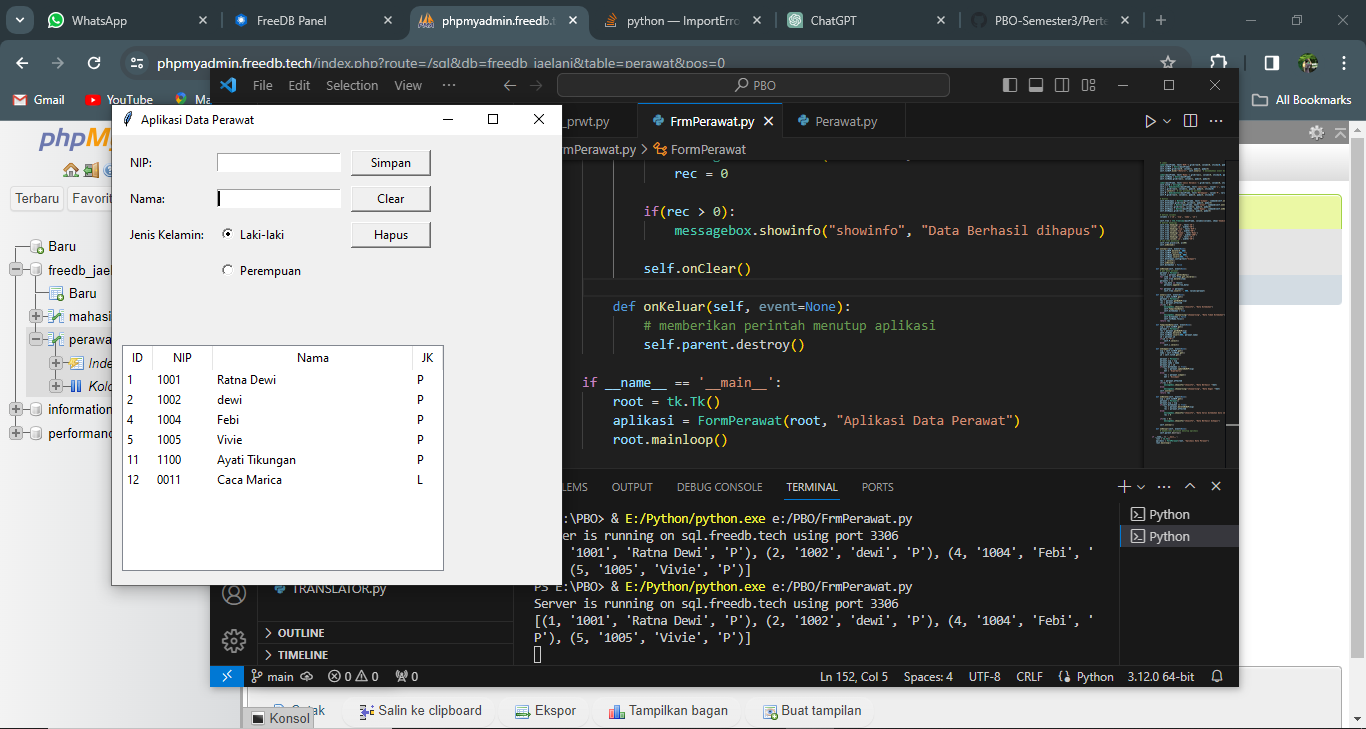 WhatsApp
FreeDB Panel
phpmyadmin.freedb.t
python — ImportErro
ChatGPT
PBO-Semester3/Perte
phpmyadmin.freedb.tech/index.php?route=/sql&db=freedb_jaelani&table=perawat&pos=0
Gmail
YouTube
Ma
All Bookmarks
File Edit Selection View ···
PBO
Aplikasi Data Perawat
NIP:
Simpan
Nama:
Clear
Jenis Kelamin:
Laki-laki
Hapus
Perempuan
ID NIP Nama JK
1 1001 Ratna Dewi P
2 1002 dewi P
4 1004 Febi P
5 1005 Vivie P
11 1100 Ayati Tikungan P
12 0011 Caca Marica L
phpMy
Terbaru
Favorit
Baru
freedb_jael
Baru
mahasi
perawa
Inde
Kolo
information
performanc
_prwt.py
FrmPerawat.py
Perawat.py
rmPerawat.py > FormPerawat
rec = 0
if(rec > 0):
messagebox.showinfo("showinfo", "Data Berhasil dihapus")
self.onClear()
def onKeluar(self, event=None):
# memberikan perintah menutup aplikasi
self.parent.destroy()
if __name__ == '__main__':
root = tk.Tk()
aplikasi = FormPerawat(root, "Aplikasi Data Perawat")
root.mainloop()
LEMS
OUTPUT
DEBUG CONSOLE
TERMINAL
PORTS
:\PBO> & E:/Python/python.exe e:/PBO/FrmPerawat.py
er is running on sql.freedb.tech using port 3306
'1001', 'Ratna Dewi', 'P'), (2, '1002', 'dewi', 'P'), (4, '1004', 'Febi', '
(5, '1005', 'Vivie', 'P')]
PS E:\PBO> & E:/Python/python.exe e:/PBO/FrmPerawat.py
Server is running on sql.freedb.tech using port 3306
[(1, '1001', 'Ratna Dewi', 'P'), (2, '1002', 'dewi', 'P'), (4, '1004', 'Febi', '
P'), (5, '1005', 'Vivie', 'P')]
Python
Python
TRANSLATOR.py
OUTLINE
TIMELINE
main
0 0
0
Ln 152, Col 5
Spaces: 4
UTF-8
CRLF
Python
3.12.0 64-bit
Konsol
Salin ke clipboard
Ekspor
Tampilkan bagan
Buat tampilan